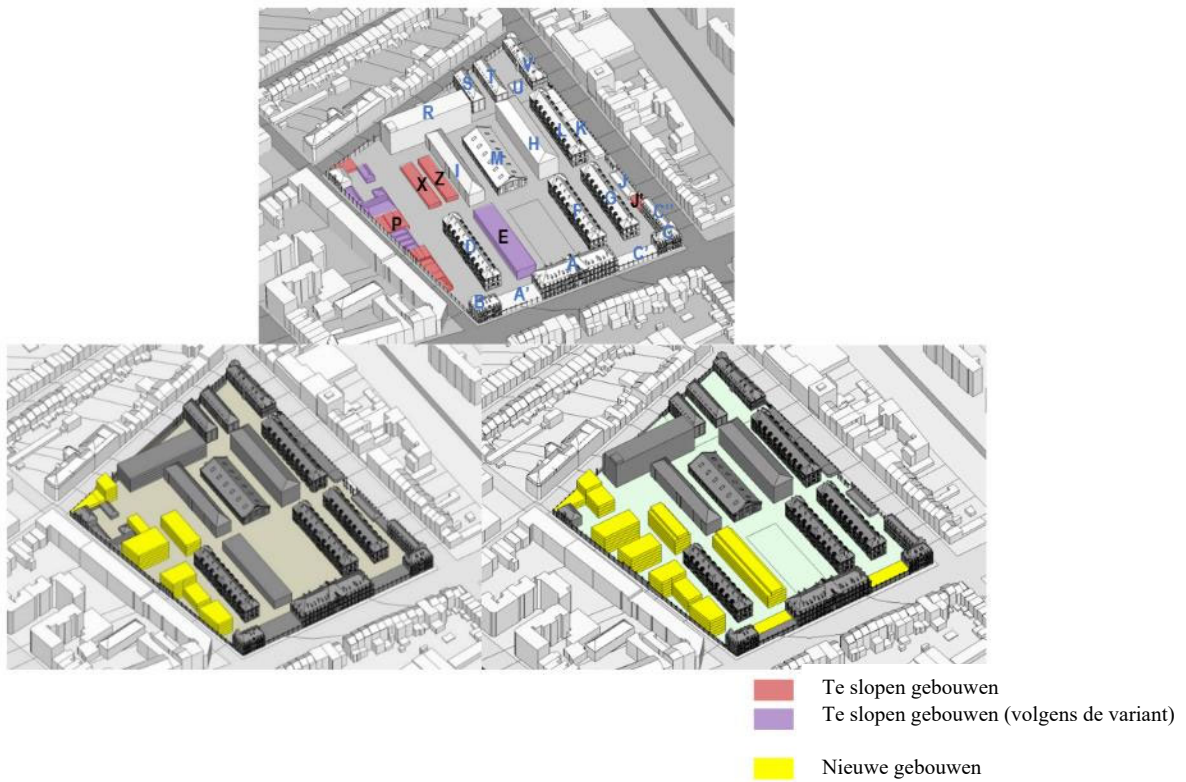 V
T
S
U
R
L
K
H
M
I
J
X
Z
G
J'
C''
F
P
E
D
C'
G
A
B
A'
Te slopen gebouwen
Te slopen gebouwen (volgens de variant)
Nieuwe gebouwen